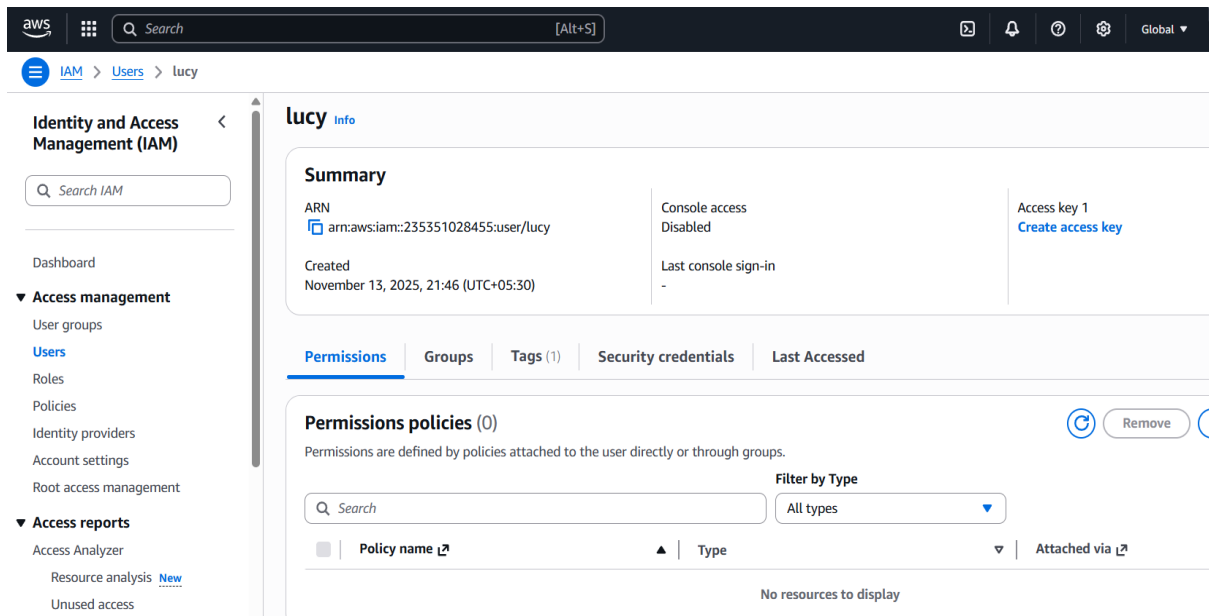 aws
Search [Alt+S]
Global
IAM > Users > lucy
Identity and Access
Management (IAM)
Search IAM
Dashboard
Access management
User groups
Users
Roles
Policies
Identity providers
Account settings
Root access management
Access reports
Access Analyzer
Resource analysis New
Unused access
lucy Info
Summary
ARN
arn:aws:iam::235351028455:user/lucy
Created
November 13, 2025, 21:46 (UTC+05:30)
Console access
Disabled
Last console sign-in
-
Access key 1
Create access key
Permissions Groups Tags (1) Security credentials Last Accessed
Permissions policies (0)
Remove
Permissions are defined by policies attached to the user directly or through groups.
Filter by Type
Search All types
Policy name Type Attached via
No resources to display